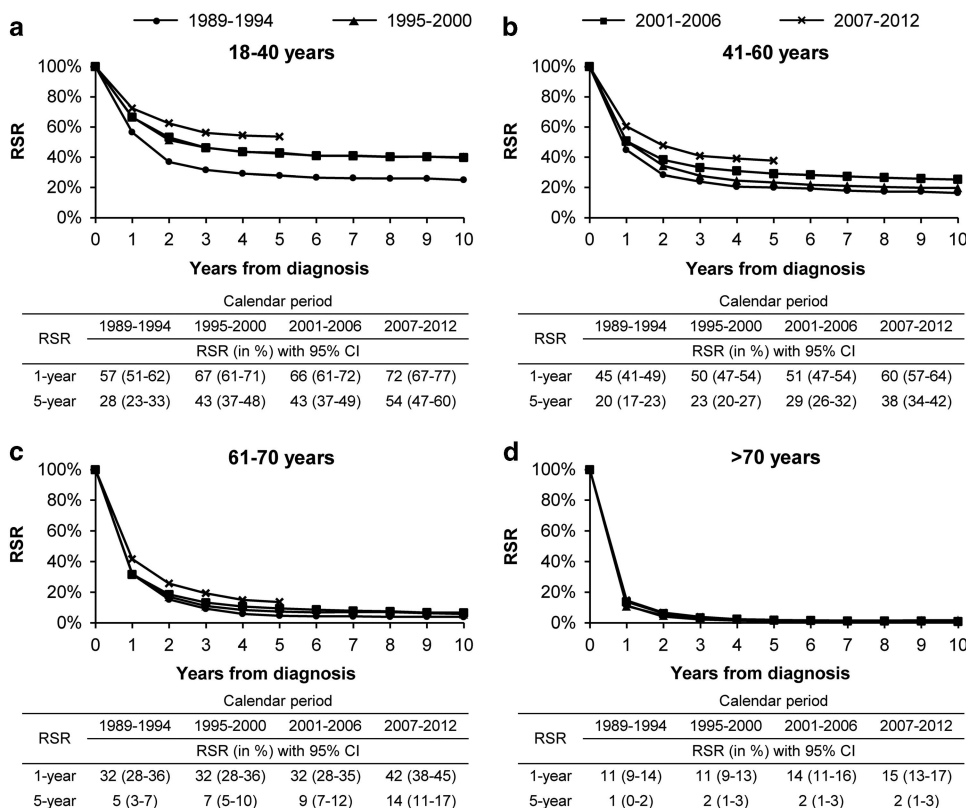 1989-1994 1995-2000 2001-2006 2007-2012
a b
18-40 years 41-60 years
100% 100%
80% 80%
60% 60%
RSR RSR
40% 40%
20% 20%
0% 0%
0 1 2 3 4 5 6 7 8 9 10 0 1 2 3 4 5 6 7 8 9 10
Years from diagnosis Years from diagnosis
Calendar period Calendar period
RSR 1989-1994 1995-2000 2001-2006 2007-2012 RSR 1989-1994 1995-2000 2001-2006 2007-2012
RSR (in %) with 95% CI RSR (in %) with 95% CI
1-year 57 (51-62) 67 (61-71) 66 (61-72) 72 (67-77) 1-year 45 (41-49) 50 (47-54) 51 (47-54) 60 (57-64)
5-year 28 (23-33) 43 (37-48) 43 (37-49) 54 (47-60) 5-year 20 (17-23) 23 (20-27) 29 (26-32) 38 (34-42)
c d
61-70 years >70 years
100% 100%
80% 80%
60% 60%
RSR RSR
40% 40%
20% 20%
0% 0%
0 1 2 3 4 5 6 7 8 9 10 0 1 2 3 4 5 6 7 8 9 10
Years from diagnosis Years from diagnosis
Calendar period Calendar period
RSR 1989-1994 1995-2000 2001-2006 2007-2012 RSR 1989-1994 1995-2000 2001-2006 2007-2012
RSR (in %) with 95% CI RSR (in %) with 95% CI
1-year 32 (28-36) 32 (28-36) 32 (28-35) 42 (38-45) 1-year 11 (9-14) 11 (9-13) 14 (11-16) 15 (13-17)
5-year 5 (3-7) 7 (5-10) 9 (7-12) 14 (11-17) 5-year 1 (0-2) 2 (1-3) 2 (1-3) 2 (1-3)